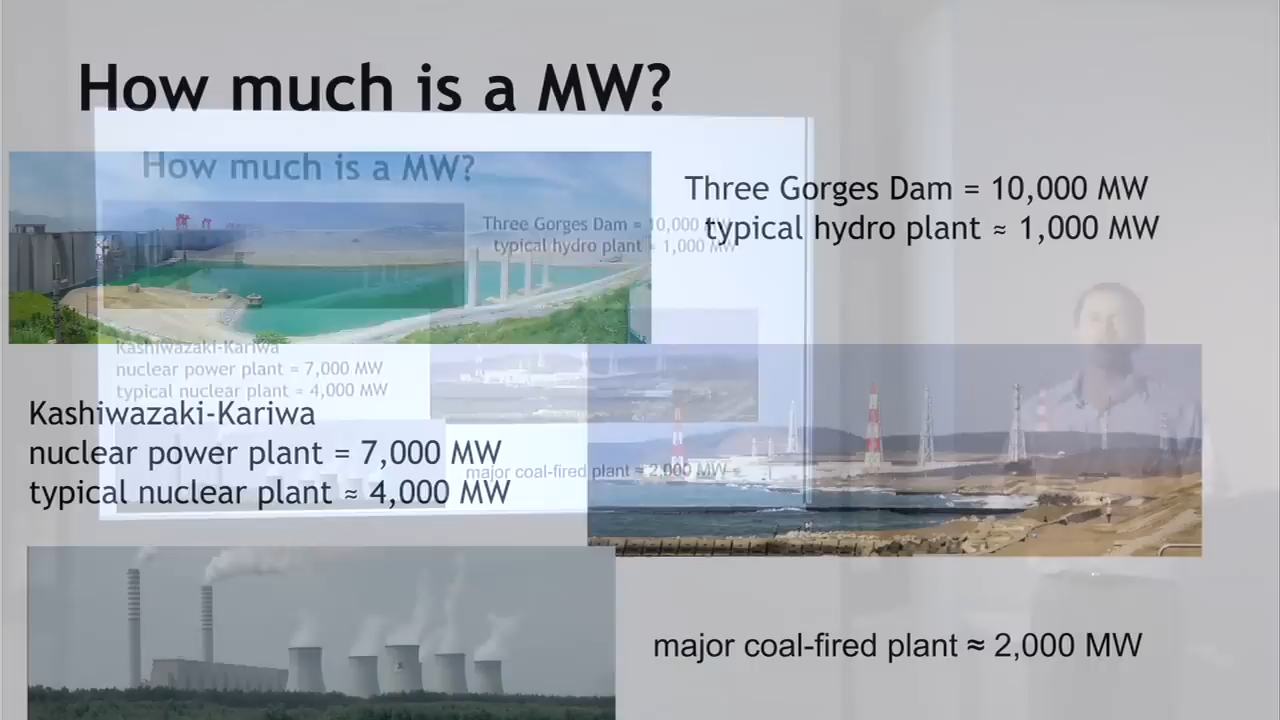 How much is a MW?
Three Gorges Dam = 10,000 MW
typical hydro plant ≈ 1,000 MW
Kashiwazaki-Kariwa
nuclear power plant = 7,000 MW
typical nuclear plant ≈ 4,000 MW
major coal-fired plant ≈ 2,000 MW
How much is a MW?
Three Gorges Dam = 10,000 MW
typical hydro plant ≈ 1,000 MW
Kashiwazaki-Kariwa
nuclear power plant = 7,000 MW
typical nuclear plant ≈ 4,000 MW
major coal-fired plant ≈ 2,000 MW